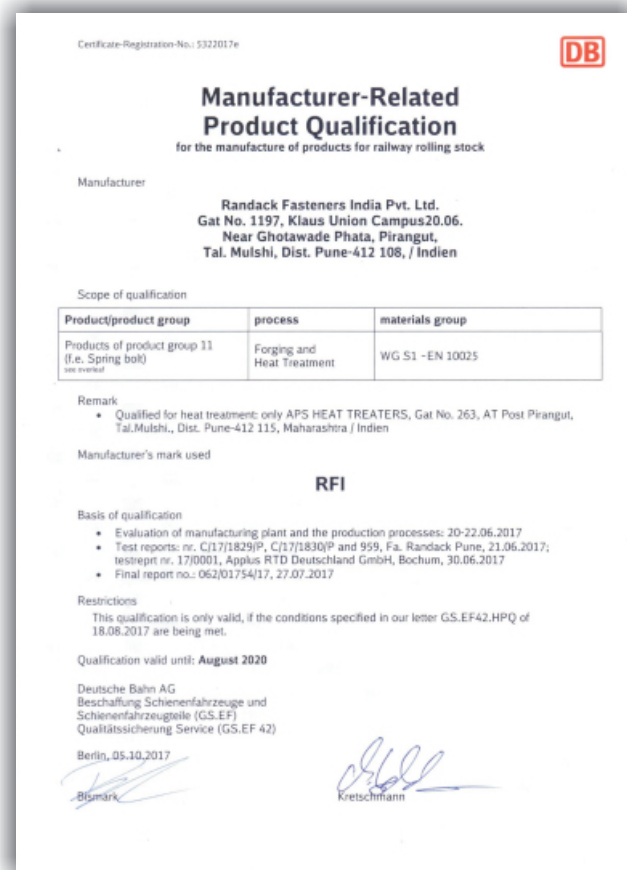 Certificate-Registration-No.: 5322017e
DB
Manufacturer-Related
Product Qualification
for the manufacture of products for railway rolling stock
Manufacturer
Randack Fasteners India Pvt. Ltd.
Gat No. 1197, Klaus Union Campus20.06.
Near Ghotawade Phata, Pirangut,
Tal. Mulshi, Dist. Pune-412 108, / Indien
Scope of qualification
Product/product group process materials group
Products of product group 11
(f.e. Spring bolt)
see overleaf
Forging and
Heat Treatment
WG S1 - EN 10025
Remark
• Qualified for heat treatment: only APS HEAT TREATERS, Gat No. 263, AT Post Pirangut,
Tal.Mulshi., Dist. Pune-412 115, Maharashtra / Indien
Manufacturer's mark used
RFI
Basis of qualification
• Evaluation of manufacturing plant and the production processes: 20-22.06.2017
• Test reports: nr. C/17/1829/P, C/17/1830/P and 959, Fa. Randack Pune, 21.06.2017;
testreprt nr. 17/0001, Applus RTD Deutschland GmbH, Bochum, 30.06.2017
• Final report no.: 062/01754/17, 27.07.2017
Restrictions
This qualification is only valid, if the conditions specified in our letter GS.EF42.HPQ of
18.08.2017 are being met.
Qualification valid until: August 2020
Deutsche Bahn AG
Beschaffung Schienenfahrzeuge und
Schienenfahrzeugteile (GS.EF)
Qualitätssicherung Service (GS.EF 42)
Berlin, 05.10.2017
Bismark
Kretschmann